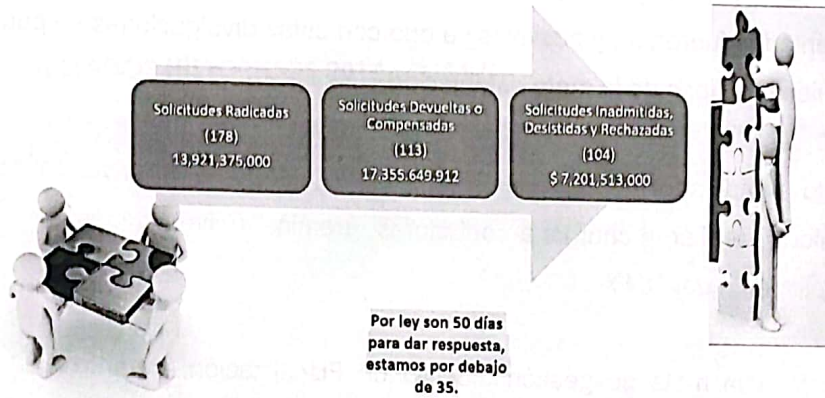 Solicitudes Radicadas
(178)
13,921,375,000
Solicitudes Devueltas o
Compensadas
(113)
17.355.649.912
Solicitudes Inadmitidas,
Desistidas y Rechazadas
(104)
$ 7,201,513,000
Por ley son 50 días
para dar respuesta,
estamos por debajo
de 35.